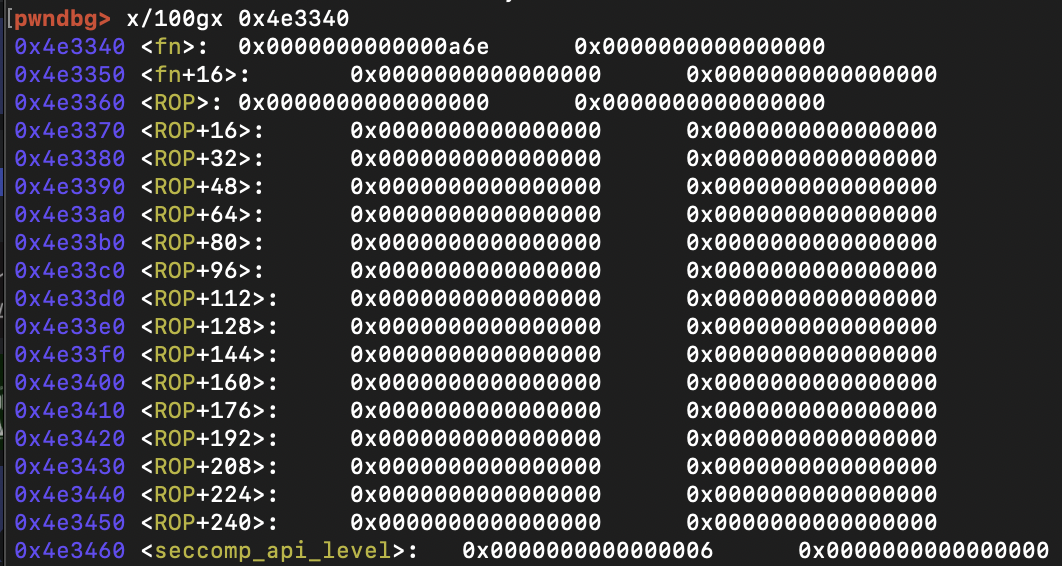 [pwndbg> x/100gx 0x4e3340
0x4e3340 <fn>: 0x0000000000000a6e 0x0000000000000000
0x4e3350 <fn+16>: 0x0000000000000000 0x0000000000000000
0x4e3360 <ROP>: 0x0000000000000000 0x0000000000000000
0x4e3370 <ROP+16>: 0x0000000000000000 0x0000000000000000
0x4e3380 <ROP+32>: 0x0000000000000000 0x0000000000000000
0x4e3390 <ROP+48>: 0x0000000000000000 0x0000000000000000
0x4e33a0 <ROP+64>: 0x0000000000000000 0x0000000000000000
0x4e33b0 <ROP+80>: 0x0000000000000000 0x0000000000000000
0x4e33c0 <ROP+96>: 0x0000000000000000 0x0000000000000000
0x4e33d0 <ROP+112>: 0x0000000000000000 0x0000000000000000
0x4e33e0 <ROP+128>: 0x0000000000000000 0x0000000000000000
0x4e33f0 <ROP+144>: 0x0000000000000000 0x0000000000000000
0x4e3400 <ROP+160>: 0x0000000000000000 0x0000000000000000
0x4e3410 <ROP+176>: 0x0000000000000000 0x0000000000000000
0x4e3420 <ROP+192>: 0x0000000000000000 0x0000000000000000
0x4e3430 <ROP+208>: 0x0000000000000000 0x0000000000000000
0x4e3440 <ROP+224>: 0x0000000000000000 0x0000000000000000
0x4e3450 <ROP+240>: 0x0000000000000000 0x0000000000000000
0x4e3460 <seccomp_api_level>: 0x0000000000000006 0x0000000000000000